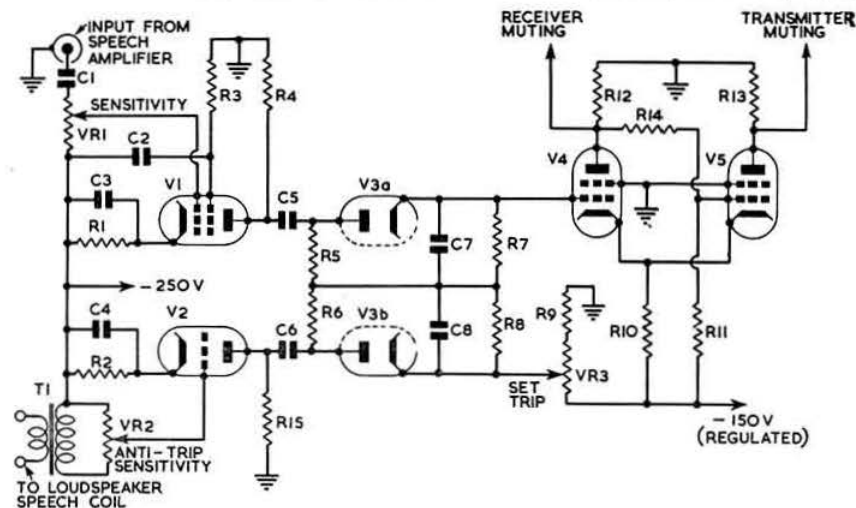 INPUT FROM
SPEECH
AMPLIFIER
C1
SENSITIVITY
VR1
C2
R3
R4
C3
V1
R1
C5
V3a
R5
C7
R7
-250V
C4
V2
R2
R6
C6
V3b
C8
R8
T1
VR2
ANTI-TRIP
SENSITIVITY
R15
TO LOUDSPEAKER
SPEECH COIL
RECEIVER
MUTING
TRANSMITTER
MUTING
R12
R13
R14
V4
V5
R9
R10
R11
SET
TRIP
VR3
-150V
(REGULATED)